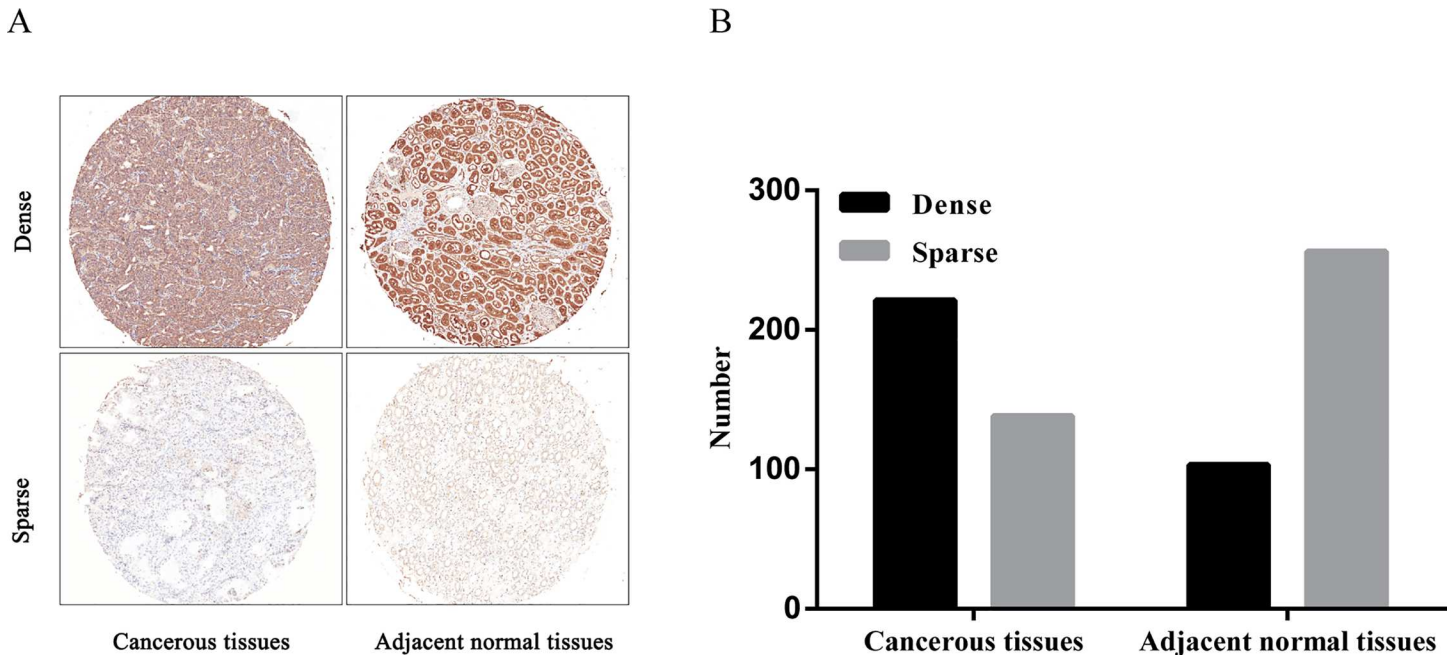 A
B
Dense
Sparse
Cancerous tissues
Adjacent normal tissues
300
200
100
0
Number
Dense
Sparse
Cancerous tissues
Adjacent normal tissues